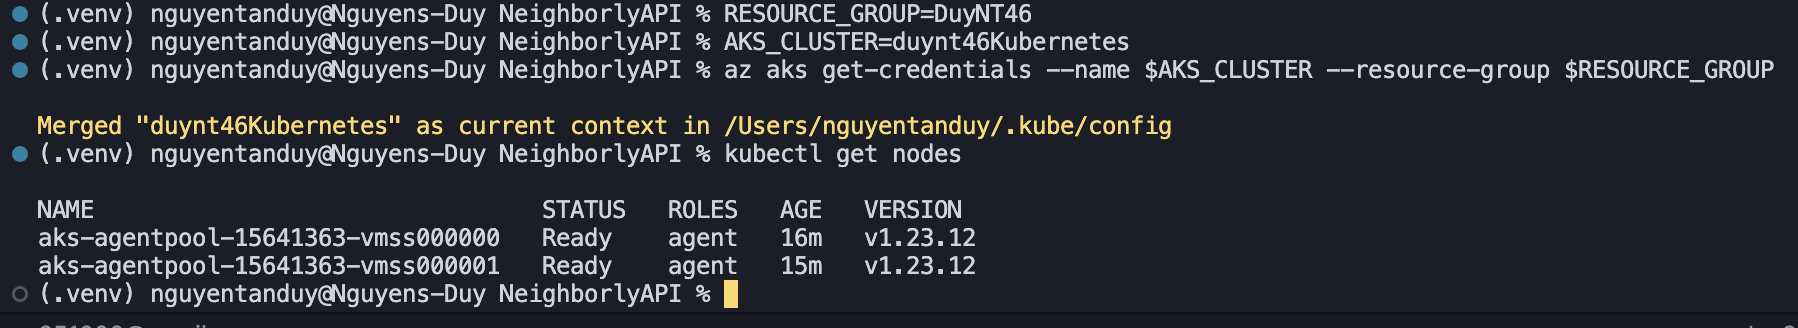 (.venv) nguyentanduy@Nguyens-Duy NeighborlyAPI % RESOURCE_GROUP=DuyNT46
(.venv) nguyentanduy@Nguyens-Duy NeighborlyAPI % AKS_CLUSTER=duynt46Kubernetes
(.venv) nguyentanduy@Nguyens-Duy NeighborlyAPI % az aks get-credentials --name $AKS_CLUSTER --resource-group $RESOURCE_GROUP
Merged "duynt46Kubernetes" as current context in /Users/nguyentanduy/.kube/config
(.venv) nguyentanduy@Nguyens-Duy NeighborlyAPI % kubectl get nodes
NAME STATUS ROLES AGE VERSION
aks-agentpool-15641363-vmss000000 Ready agent 16m v1.23.12
aks-agentpool-15641363-vmss000001 Ready agent 15m v1.23.12
(.venv) nguyentanduy@Nguyens-Duy NeighborlyAPI %